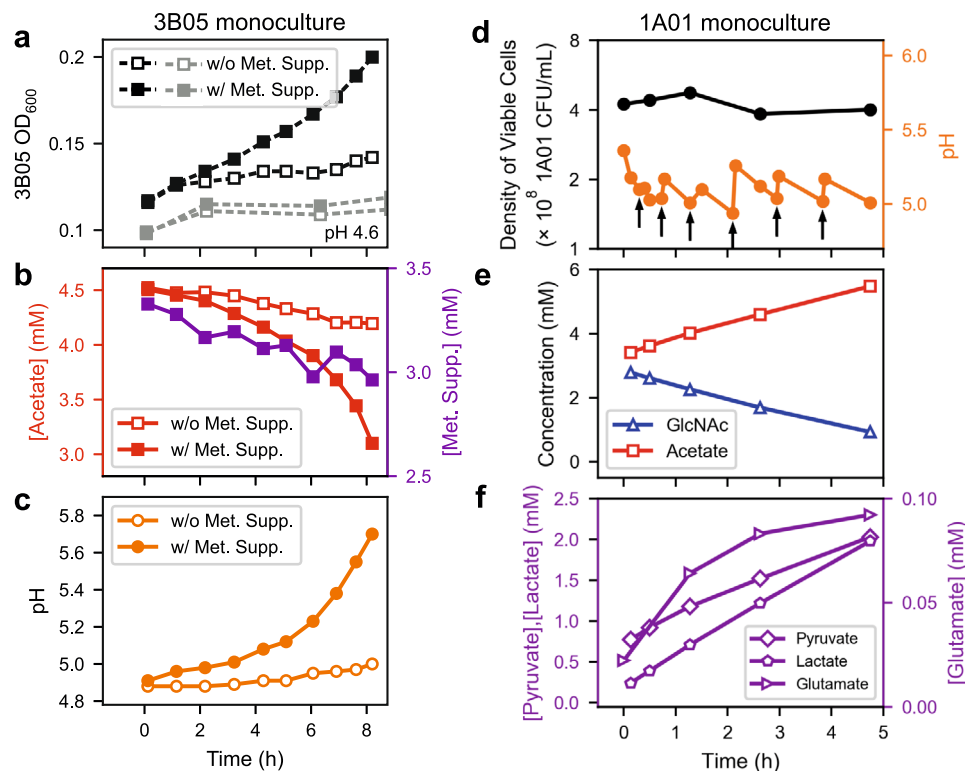 3B05 monoculture
a
3B05 OD600
0.2
0.15
0.1
w/o Met. Supp.
w/ Met. Supp.
pH 4.6
b
[Acetate] (mM)
4.5
4.0
3.5
3.0
w/o Met. Supp.
w/ Met. Supp.
3.5
3.0
2.5
[Met. Supp.] (mM)
c
pH
5.8
5.6
5.4
5.2
5.0
4.8
w/o Met. Supp.
w/ Met. Supp.
0 2 4 6 8
Time (h)
1A01 monoculture
d
Density of Viable Cells
(× 10^8 1A01 CFU/mL)
8
4
2
1
6.0
5.5
5.0
pH
e
Concentration (mM)
6
4
2
0
GlcNAc
Acetate
f
[Pyruvate],[Lactate] (mM)
2.5
2.0
1.5
1.0
0.5
0.0
Pyruvate
Lactate
Glutamate
0.10
0.05
0.00
[Glutamate] (mM)
0 1 2 3 4 5
Time (h)